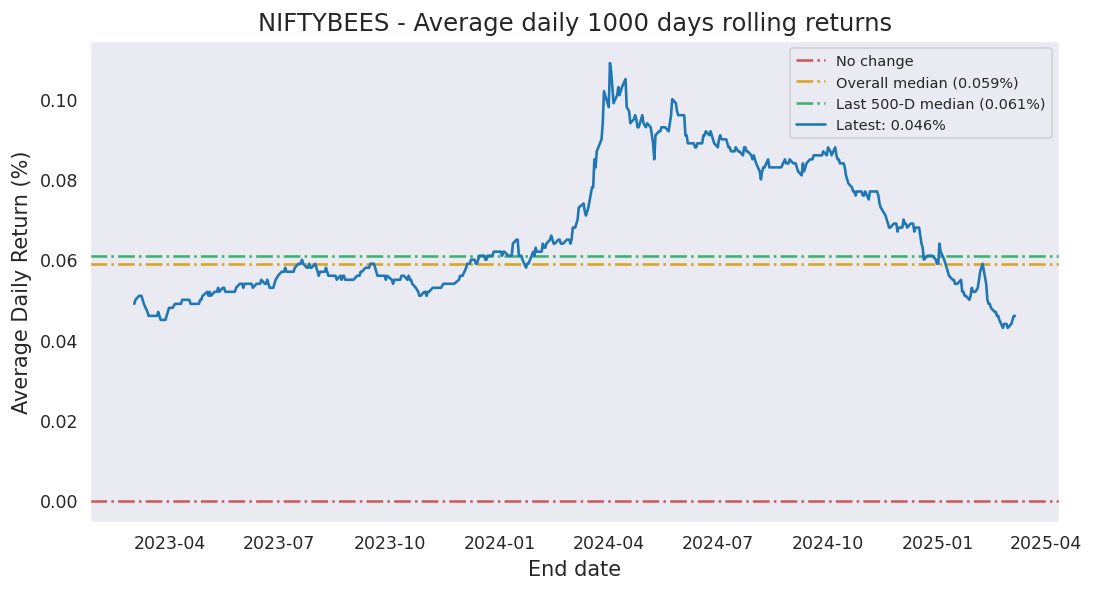 NIFTYBEES - Average daily 1000 days rolling returns
No change
Overall median (0.059%)
Last 500-D median (0.061%)
Latest: 0.046%
Average Daily Return (%)
0.10
0.08
0.06
0.04
0.02
0.00
2023-04 2023-07 2023-10 2024-01 2024-04 2024-07 2024-10 2025-01 2025-04
End date